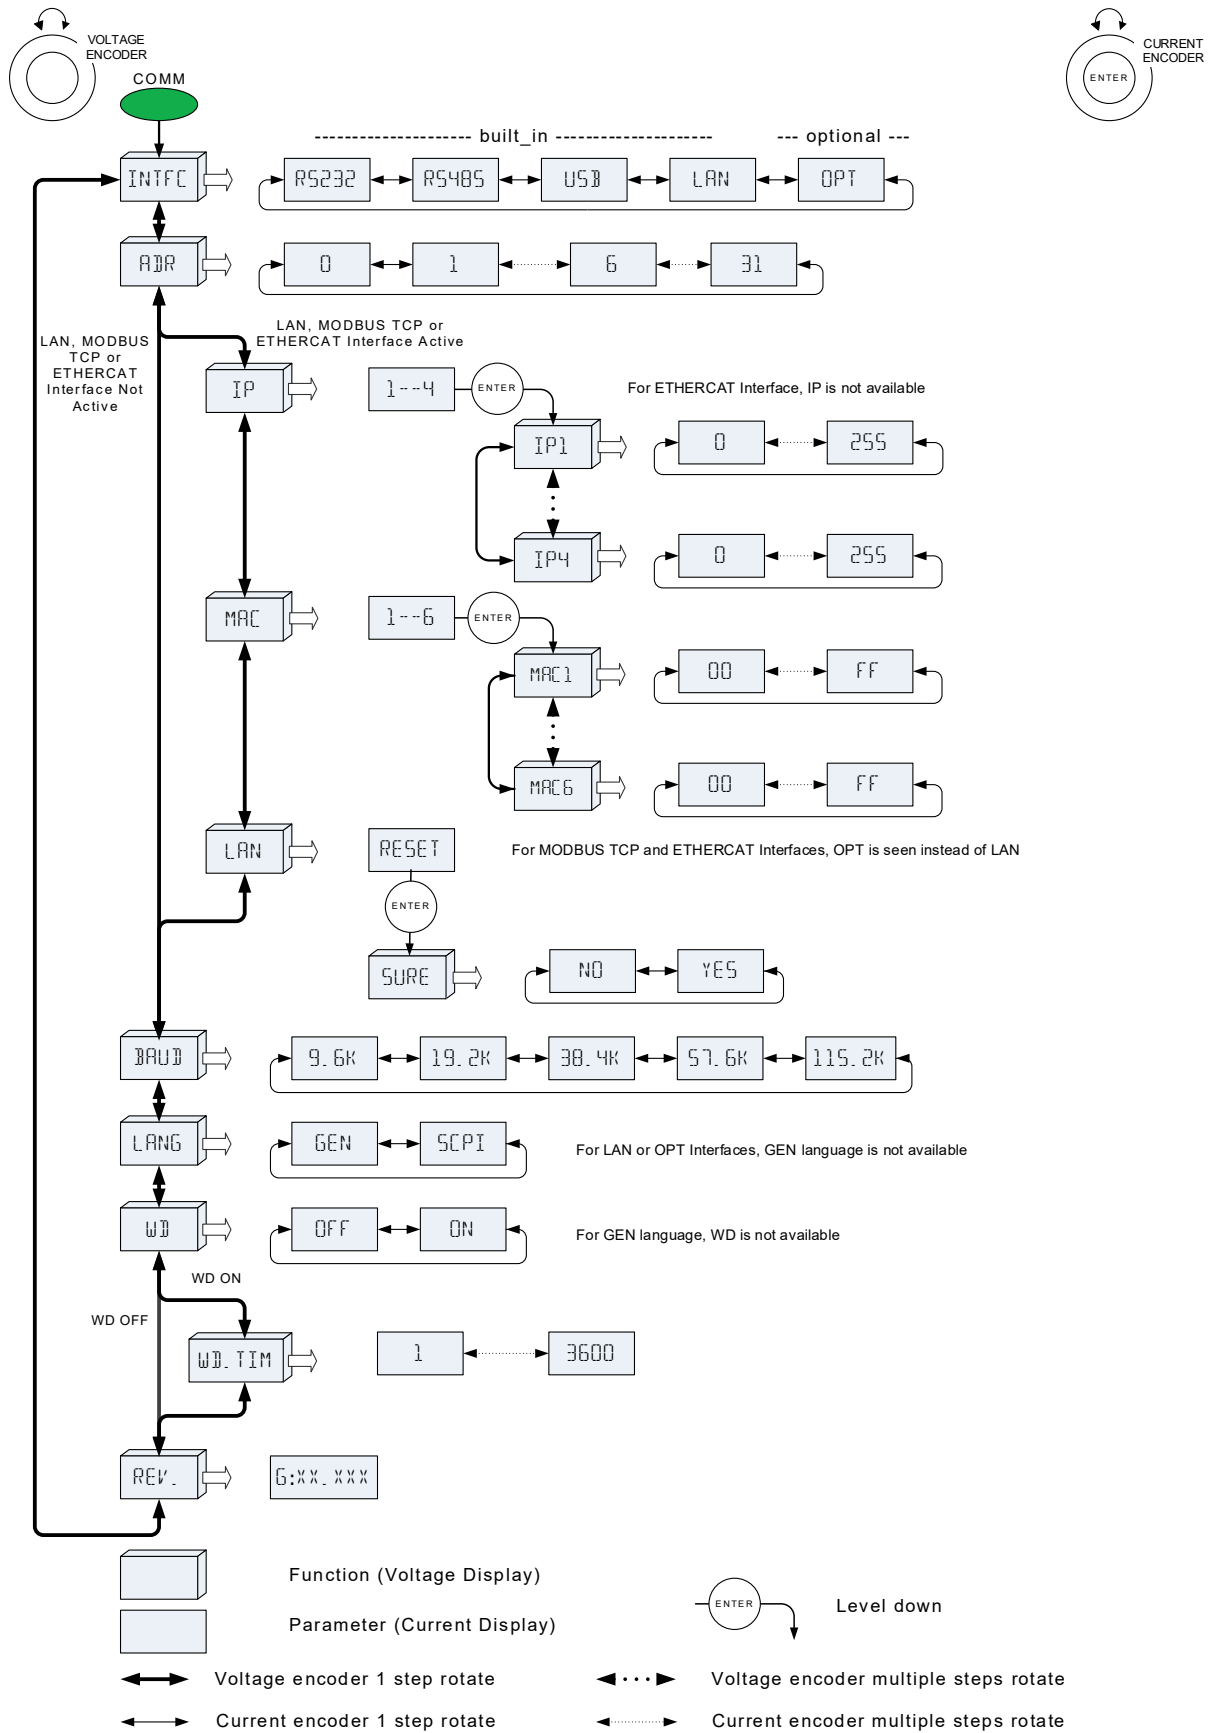 VOLTAGE
ENCODER
CURRENT
ENCODER
ENTER
COMM
------------------- built_in -------------------
--- optional ---
INTFC
RS232
RS485
USB
LAN
OPT
ADR
0
1
6
31
LAN, MODBUS
TCP or
ETHERCAT
Interface Not
Active
LAN, MODBUS TCP or
ETHERCAT Interface Active
IP
1--4
ENTER
For ETHERCAT Interface, IP is not available
IP1
0
255
IP4
0
255
MAC
1--6
ENTER
MAC1
00
FF
MAC6
00
FF
LAN
RESET
For MODBUS TCP and ETHERCAT Interfaces, OPT is seen instead of LAN
ENTER
SURE
NO
YES
BAUD
9.6K
19.2K
38.4K
57.6K
115.2K
LANG
GEN
SCPI
For LAN or OPT Interfaces, GEN language is not available
WD
OFF
ON
For GEN language, WD is not available
WD ON
WD OFF
WD.TIM
1
3600
REV.
G:XX.XXX
Function (Voltage Display)
Parameter (Current Display)
ENTER
Level down
Voltage encoder 1 step rotate
Voltage encoder multiple steps rotate
Current encoder 1 step rotate
Current encoder multiple steps rotate